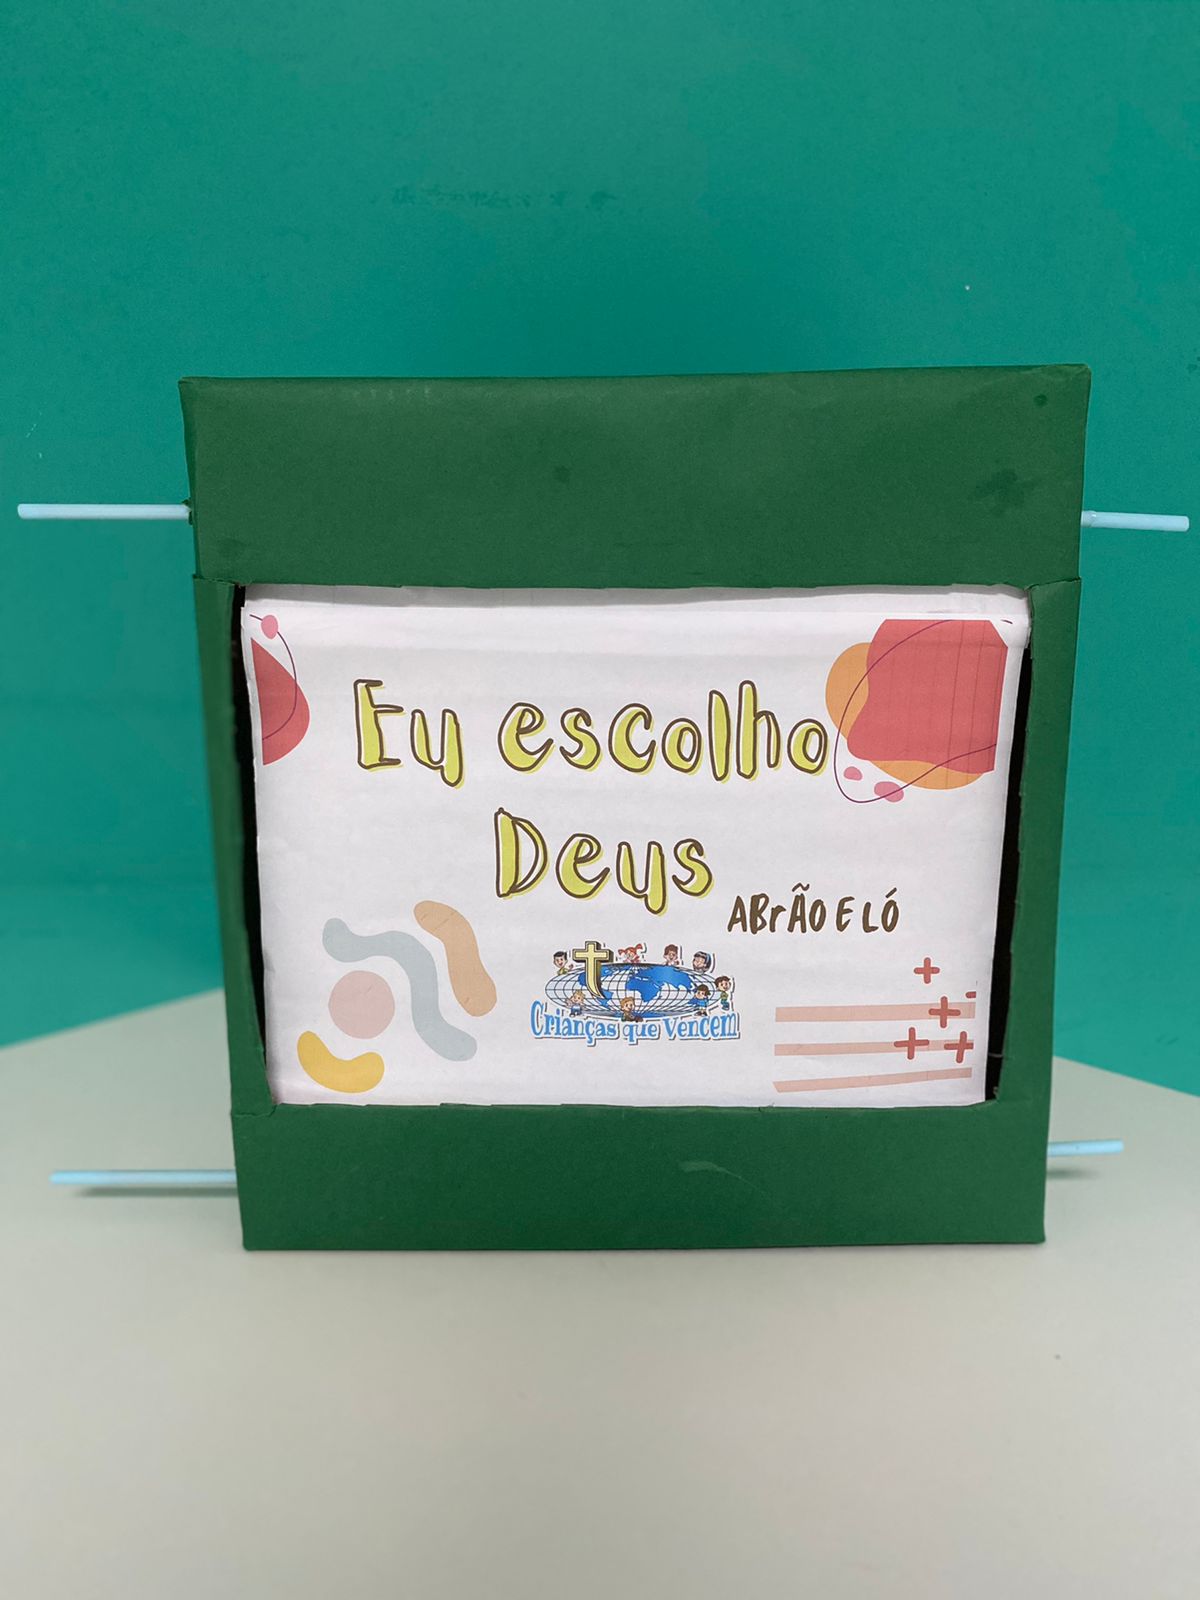 Eu escolho
Deus
ABrÃO E LÓ
Crianças que Vencem